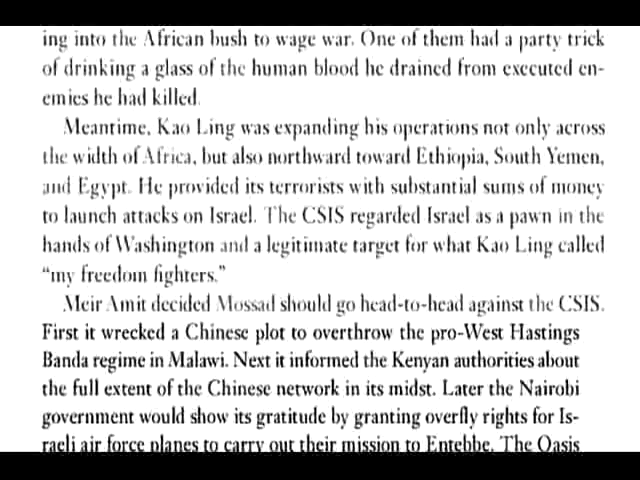 ing into the African bush to wage war. One of them had a party trick
of drinking a glass of the human blood he drained from executed en-
emies he had killed.
Meantime, Kao Ling was expanding his operations not only across
the width of Africa, but also northward toward Ethiopia, South Yemen,
and Egypt. He provided its terrorists with substantial sums of money
to launch attacks on Israel. The CSIS regarded Israel as a pawn in the
hands of Washington and a legitimate target for what Kao Ling called
“my freedom fighters.”
Meir Amit decided Mossad should go head-to-head against the CSIS.
First it wrecked a Chinese plot to overthrow the pro-West Hastings
Banda regime in Malawi. Next it informed the Kenyan authorities about
the full extent of the Chinese network in its midst. Later the Nairobi
government would show its gratitude by granting overfly rights for Is-
raeli air force planes to carry out their mission to Entebbe. The Oasis